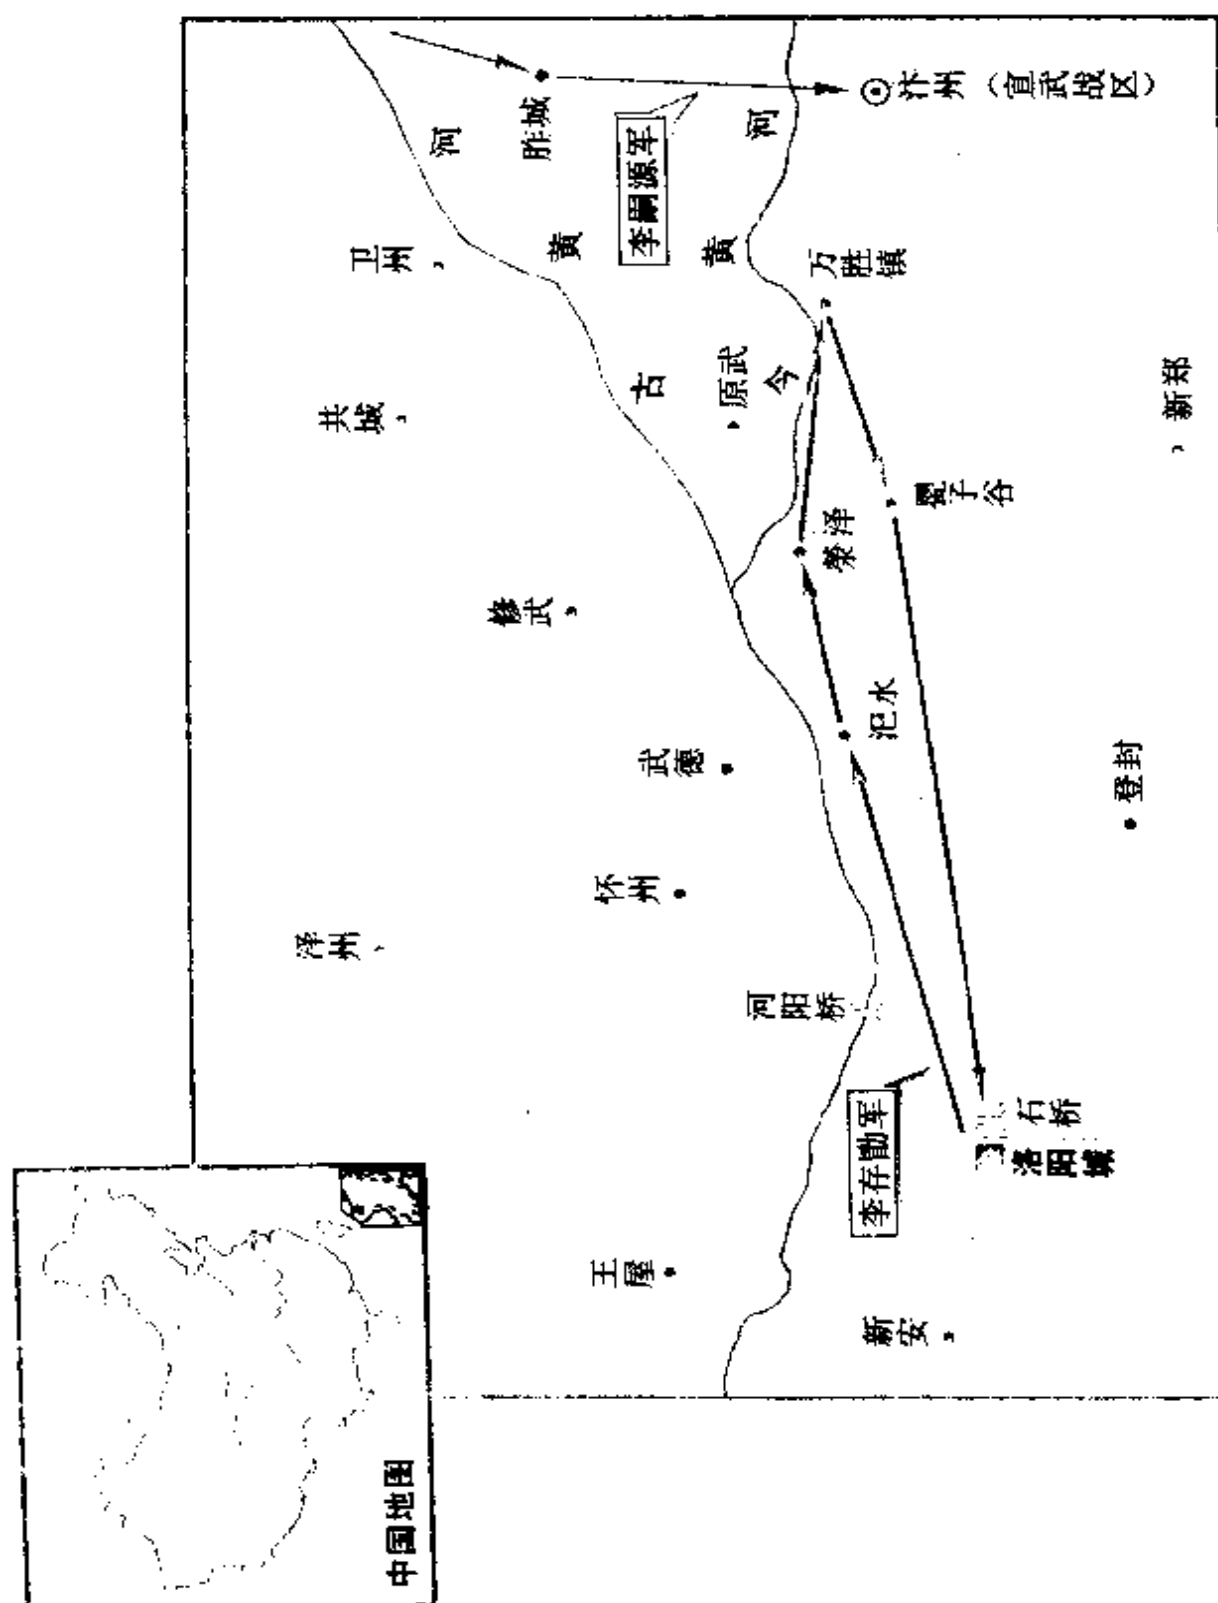 中国地图
泽州
共城
卫州
古
黄
河
胙城
王屋
怀州
武德
修武
原武
李嗣源军
今
黄
河
新安
河阳桥
李存勖军
汜水
荥泽
万胜镇
汴州（宣武战区）
洛阳
石桥
罂子谷
登封
新郑